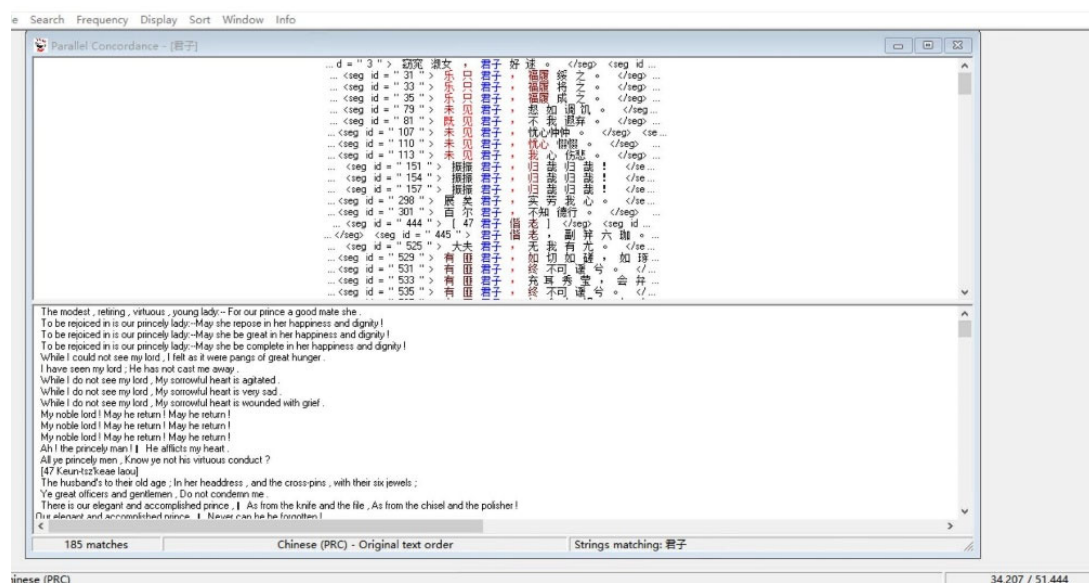 e Search Frequency Display Sort Window Info
Parallel Concordance - [君子]
... d = " 3 " > 窈窕 淑女 ， 君子 好 逑 。 </seg> <seg id ...
... <seg id = " 31 " > 乐 只 君子 ， 福履 绥 之 。 </seg> ...
... <seg id = " 33 " > 乐 只 君子 ， 福履 将 之 。 </seg> ...
... <seg id = " 35 " > 乐 只 君子 ， 福履 成 之 。 </seg> ...
... <seg id = " 79 " > 未 见 君子 ， 惄 如 调 饥 。 </seg ...
... <seg id = " 81 " > 既 见 君子 ， 不 我 遐弃 。 </seg> ...
... <seg id = " 107 " > 未 见 君子 ， 忧心忡忡 。 </seg> <se ...
... <seg id = " 110 " > 未 见 君子 ， 忧心 惙惙 。 </seg> ...
... <seg id = " 113 " > 未 见 君子 ， 我 心 伤悲 。 </seg> ...
<seg id = " 151 " > 振振 君子 ， 归 哉 归 哉 ！ </se ...
... <seg id = " 154 " > 振振 君子 ， 归 哉 归 哉 ！ </se ...
... <seg id = " 157 " > 振振 君子 ， 归 哉 归 哉 ！ </se ...
... <seg id = " 298 " > 展 矣 君子 ， 实 劳 我 心 。 </se ...
... <seg id = " 301 " > 百 尔 君子 ， 不知 德行 。 </seg> ...
... <seg id = " 444 " > [ 47 君子 偕 老 ] </seg> <seg id ...
... </seg> <seg id = " 445 " > 君子 偕 老 ， 副 笄 六 珈 。 ...
... <seg id = " 525 " > 大夫 君子 ， 无 我 有 尤 。 </se ...
... <seg id = " 529 " > 有 匪 君子 ， 如 切 如 磋 ， 如 琢 ...
... <seg id = " 531 " > 有 匪 君子 ， 终 不可 谖 兮 。 </ ...
... <seg id = " 533 " > 有 匪 君子 ， 充 耳 秀 莹 ， 会 弁 ...
... <seg id = " 535 " > 有 匪 君子 ， 终 不可 谖 兮 。 </ ...
The modest , retiring , virtuous , young lady:-- For our prince a good mate she .
To be rejoiced in is our princely lady:--May she repose in her happiness and dignity !
To be rejoiced in is our princely lady:--May she be great in her happiness and dignity !
To be rejoiced in is our princely lady:--May she be complete in her happiness and dignity !
While I could not see my lord , I felt as it were pangs of great hunger .
I have seen my lord ; He has not cast me away .
While I do not see my lord , My sorrowful heart is agitated .
While I do not see my lord , My sorrowful heart is very sad .
While I do not see my lord , My sorrowful heart is wounded with grief .
My noble lord ! May he return ! May he return !
My noble lord ! May he return ! May he return !
My noble lord ! May he return ! May he return !
Ah ! the princely man ! I He afflicts my heart .
All ye princely men , Know ye not his virtuous conduct ?
[47 Keun-tsz'keae laou]
The husband's to their old age ; In her headdress , and the cross-pins , with their six jewels ;
Ye great officers and gentlemen , Do not condemn me .
There is our elegant and accomplished prince , I As from the knife and the file , As from the chisel and the polisher !
Our elegant and accomplished prince I Never can he be forgotten !
185 matches Chinese (PRC) - Original text order Strings matching: 君子
hinese (PRC) 34,207 / 51,444